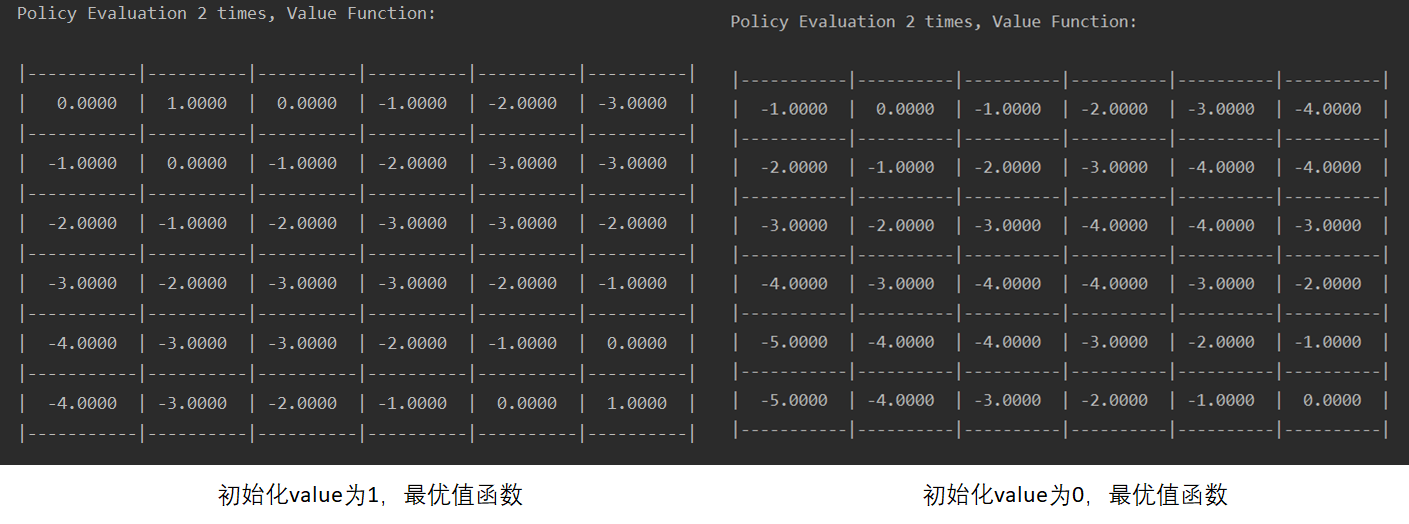 Policy Evaluation 2 times, Value Function:
|-----------|----------|----------|----------|----------|----------|
| 0.0000 | 1.0000 | 0.0000 | -1.0000 | -2.0000 | -3.0000 |
|-----------|----------|----------|----------|----------|----------|
| -1.0000 | 0.0000 | -1.0000 | -2.0000 | -3.0000 | -3.0000 |
|-----------|----------|----------|----------|----------|----------|
| -2.0000 | -1.0000 | -2.0000 | -3.0000 | -3.0000 | -2.0000 |
|-----------|----------|----------|----------|----------|----------|
| -3.0000 | -2.0000 | -3.0000 | -3.0000 | -2.0000 | -1.0000 |
|-----------|----------|----------|----------|----------|----------|
| -4.0000 | -3.0000 | -3.0000 | -2.0000 | -1.0000 | 0.0000 |
|-----------|----------|----------|----------|----------|----------|
| -4.0000 | -3.0000 | -2.0000 | -1.0000 | 0.0000 | 1.0000 |
|-----------|----------|----------|----------|----------|----------|
初始化value为1，最优值函数
Policy Evaluation 2 times, Value Function:
|-----------|----------|----------|----------|----------|----------|
| -1.0000 | 0.0000 | -1.0000 | -2.0000 | -3.0000 | -4.0000 |
|-----------|----------|----------|----------|----------|----------|
| -2.0000 | -1.0000 | -2.0000 | -3.0000 | -4.0000 | -4.0000 |
|-----------|----------|----------|----------|----------|----------|
| -3.0000 | -2.0000 | -3.0000 | -4.0000 | -4.0000 | -3.0000 |
|-----------|----------|----------|----------|----------|----------|
| -4.0000 | -3.0000 | -4.0000 | -4.0000 | -3.0000 | -2.0000 |
|-----------|----------|----------|----------|----------|----------|
| -5.0000 | -4.0000 | -4.0000 | -3.0000 | -2.0000 | -1.0000 |
|-----------|----------|----------|----------|----------|----------|
| -5.0000 | -4.0000 | -3.0000 | -2.0000 | -1.0000 | 0.0000 |
|-----------|----------|----------|----------|----------|----------|
初始化value为0，最优值函数